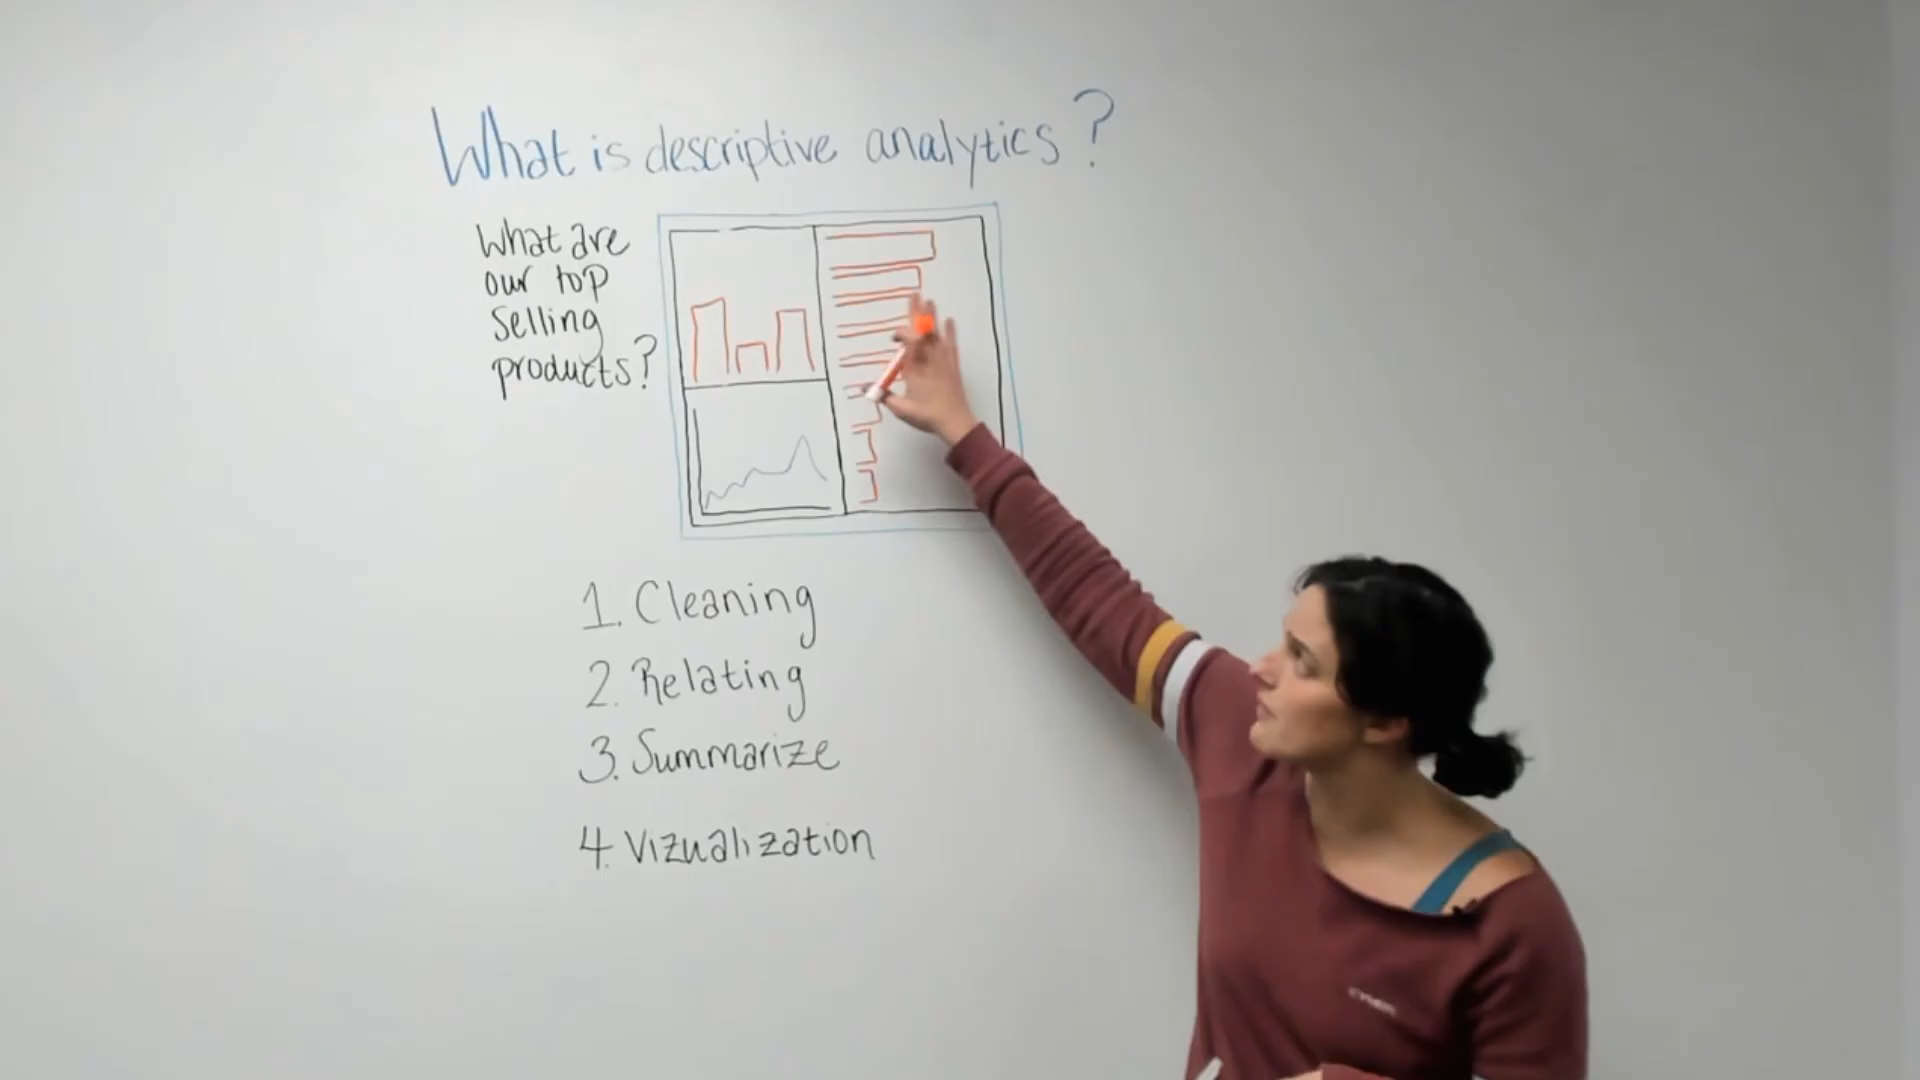 What is descriptive analytics?
What are
our top
Selling
products?
1. Cleaning
2. Relating
3. Summarize
4. Vizualization